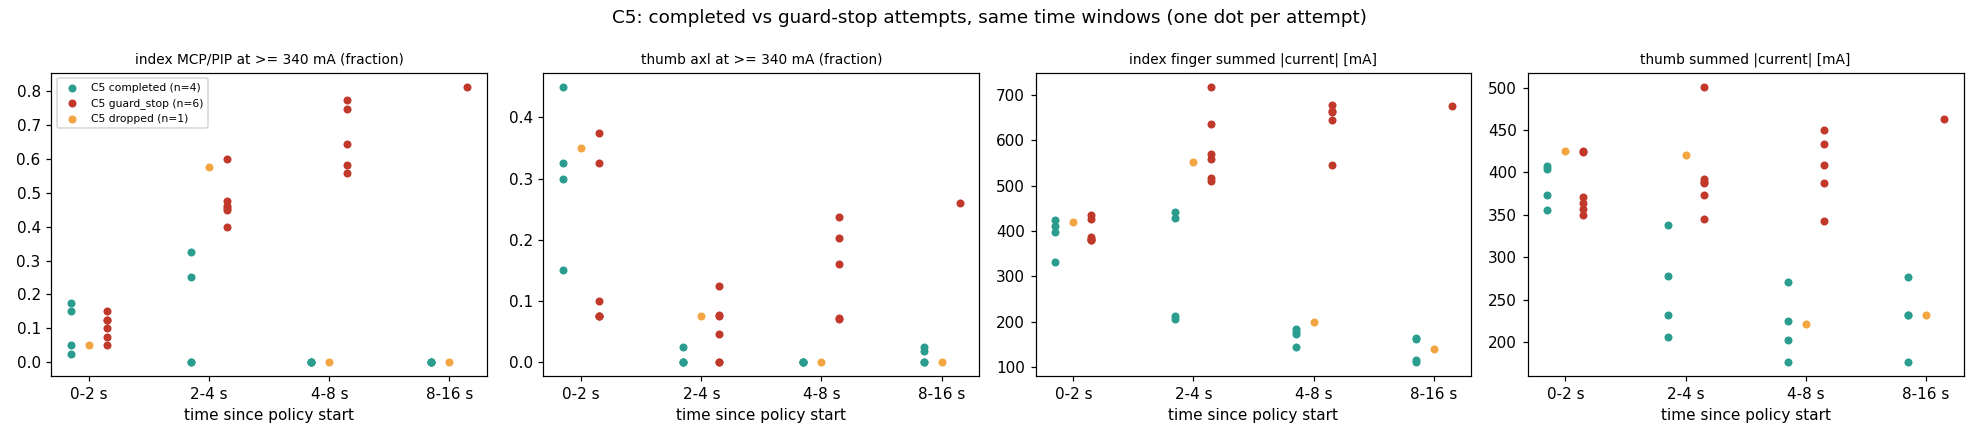 C5: completed vs guard-stop attempts, same time windows (one dot per attempt)
index MCP/PIP at >= 340 mA (fraction)
C5 completed (n=4)
C5 guard_stop (n=6)
C5 dropped (n=1)
0.8
0.7
0.6
0.5
0.4
0.3
0.2
0.1
0.0
0-2 s
2-4 s
4-8 s
8-16 s
time since policy start
thumb axl at >= 340 mA (fraction)
0.4
0.3
0.2
0.1
0.0
0-2 s
2-4 s
4-8 s
8-16 s
time since policy start
index finger summed |current| [mA]
700
600
500
400
300
200
100
0-2 s
2-4 s
4-8 s
8-16 s
time since policy start
thumb summed |current| [mA]
500
450
400
350
300
250
200
0-2 s
2-4 s
4-8 s
8-16 s
time since policy start